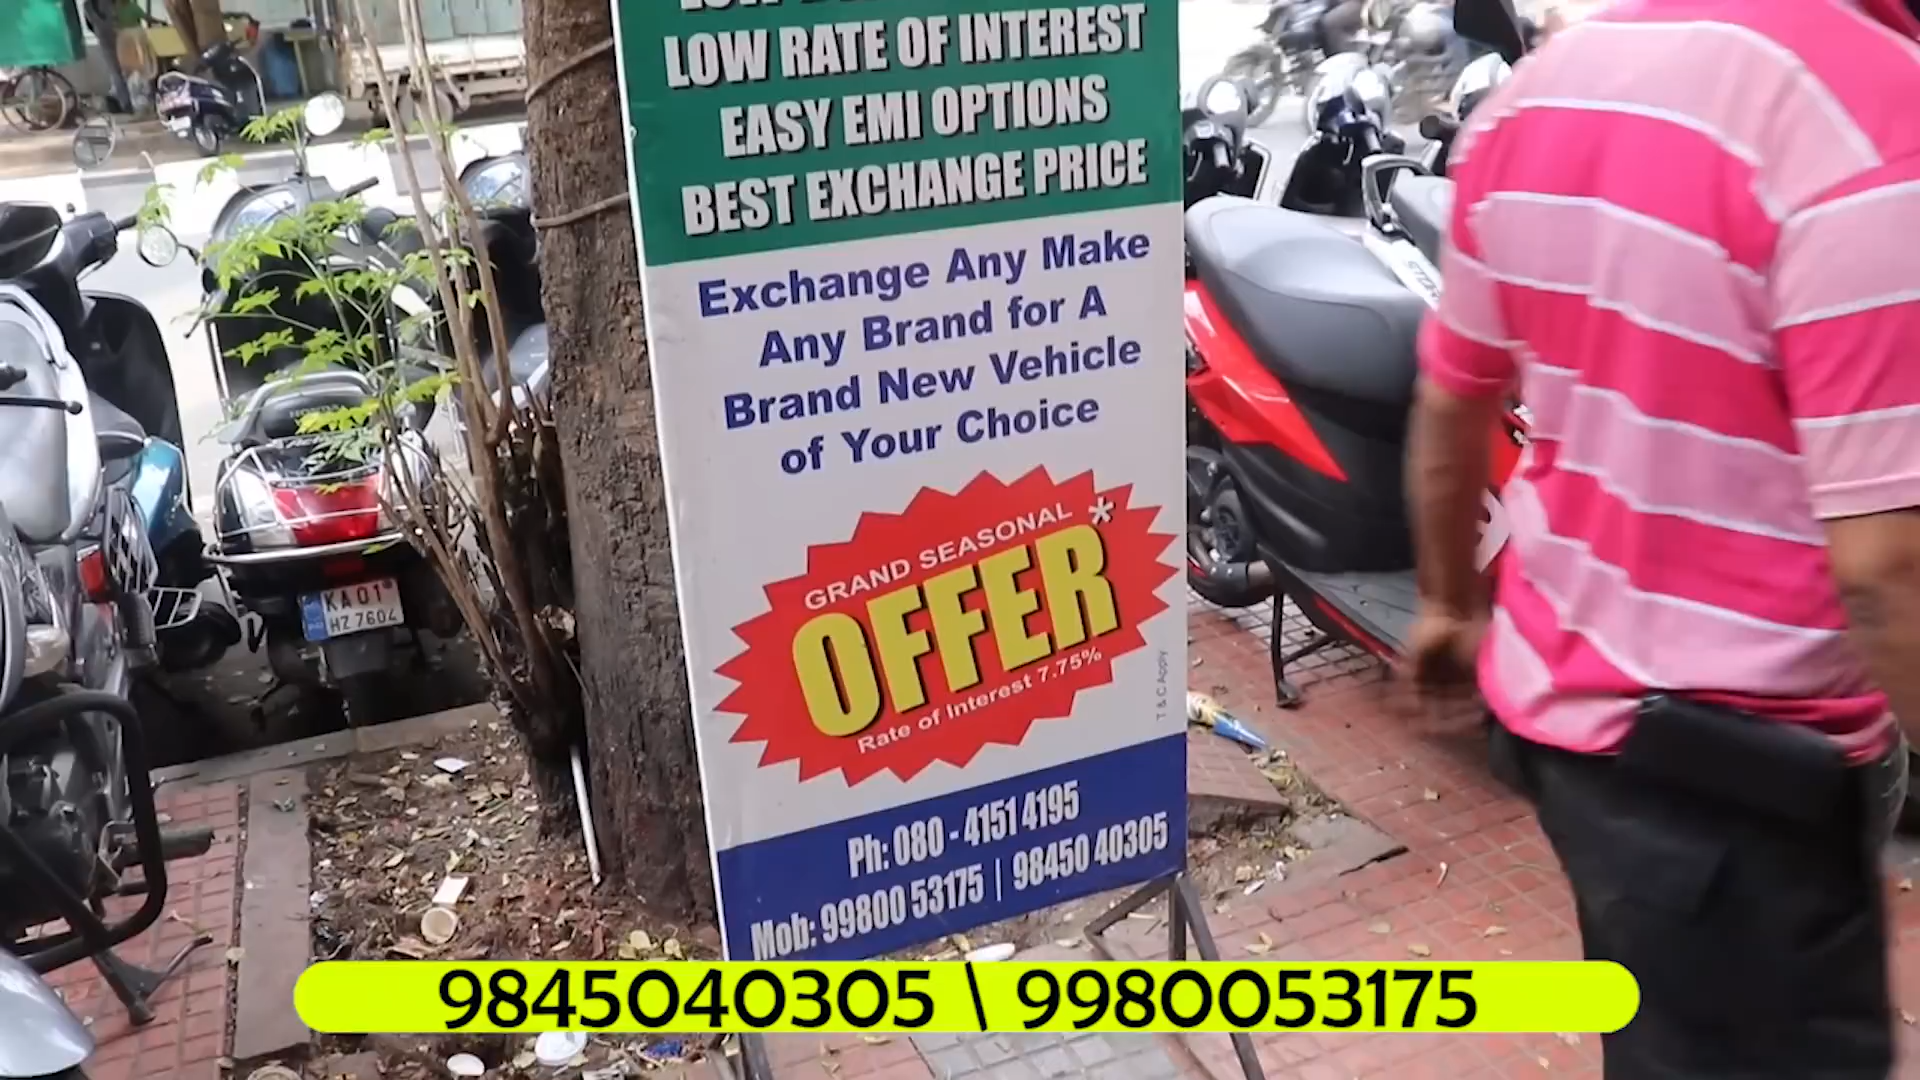 LOW RATE OF INTEREST
EASY EMI OPTIONS
BEST EXCHANGE PRICE
Exchange Any Make
Any Brand for A
Brand New Vehicle
of Your Choice
GRAND SEASONAL *
OFFER
Rate of Interest 7.75%
T & C Apply
Ph: 080 - 4151 4195
Mob: 99800 53175 | 98450 40305
KA 01
HZ 7602
9845040305 \ 9980053175